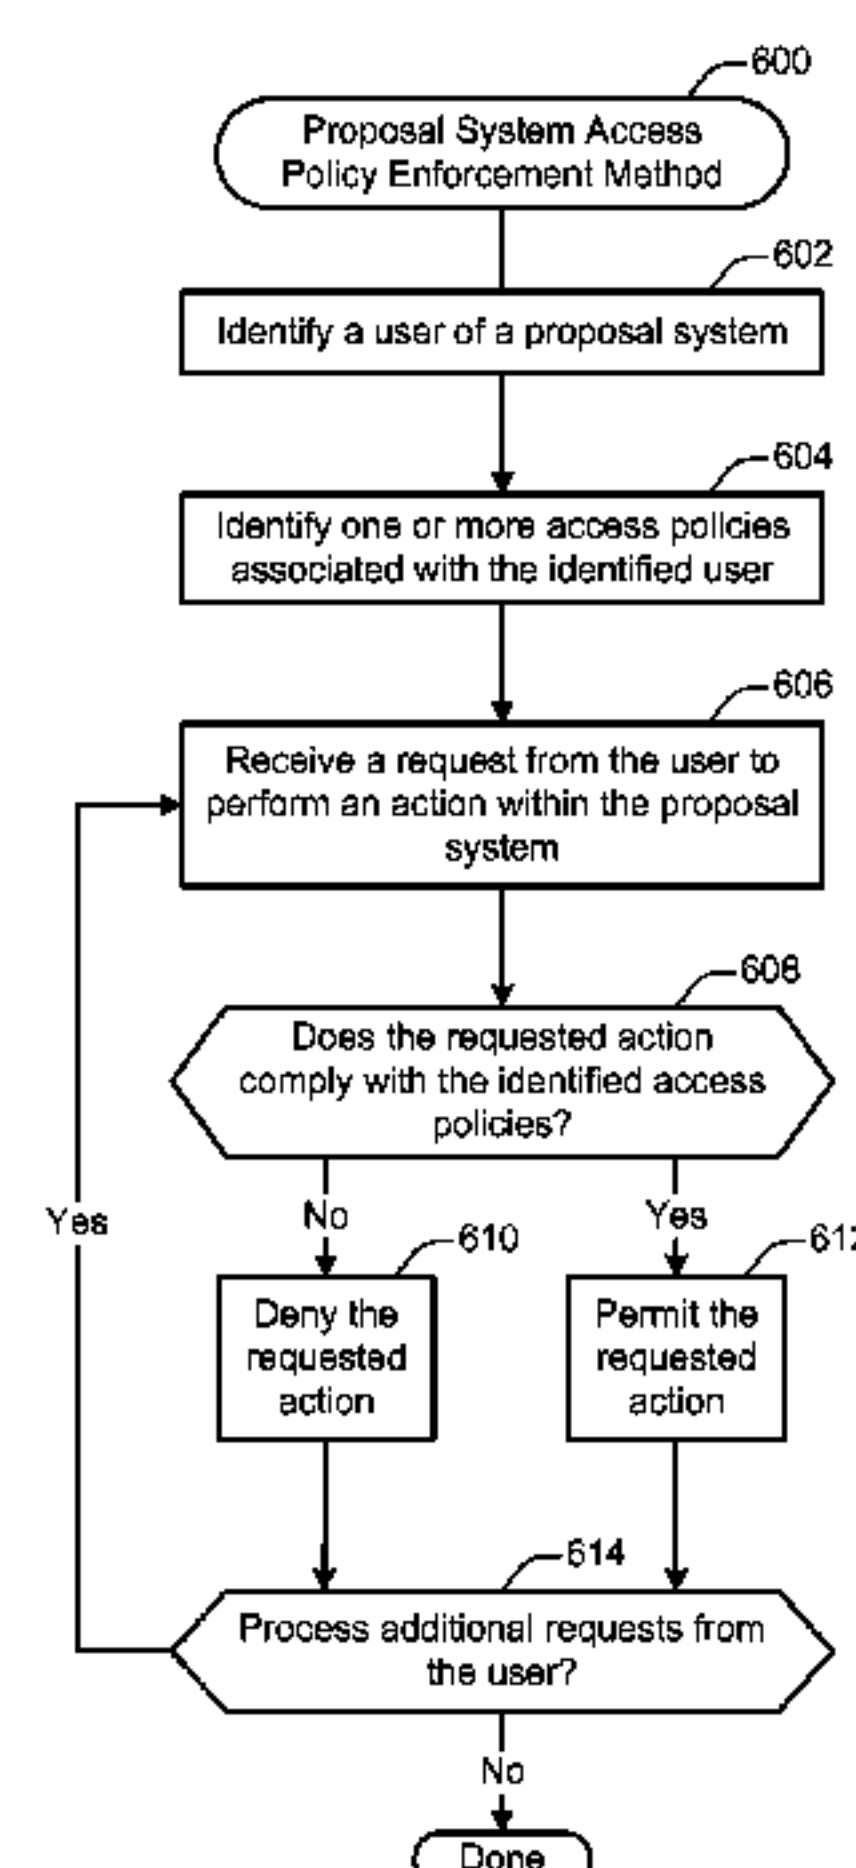 600
Proposal System Access
Policy Enforcement Method
602
Identify a user of a proposal system
604
Identify one or more access policies
associated with the identified user
606
Receive a request from the user to
perform an action within the proposal
system
608
Does the requested action
comply with the identified access
policies?
No
Yes
Yes
610
612
Deny the
requested
action
Permit the
requested
action
614
Process additional requests from
the user?
No
Done